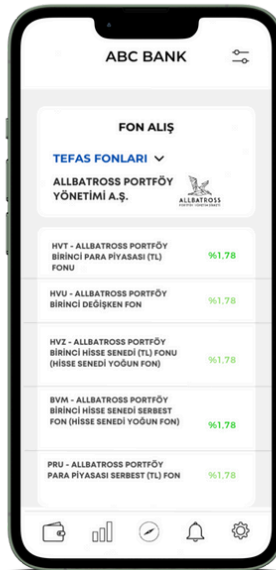 ABC BANK
FON ALIŞ
TEFAS FONLARI
ALLBATROSS PORTFÖY
YÖNETİMİ A.Ş.
ALLBATROSS
HVT - ALLBATROSS PORTFÖY
BİRİNCİ PARA PİYASASI (TL)
FONU
%1,78
HVU - ALLBATROSS PORTFÖY
BİRİNCİ DEĞİŞKEN FON
%1,78
HVZ - ALLBATROSS PORTFÖY
BİRİNCİ HİSSE SENEDİ (TL) FONU
(HİSSE SENEDİ YOĞUN FON)
%1,78
BVM - ALLBATROSS PORTFÖY
BİRİNCİ HİSSE SENEDİ SERBEST
FON (HİSSE SENEDİ YOĞUN FON)
%1,78
PRU - ALLBATROSS PORTFÖY
PARA PİYASASI SERBEST (TL) FON
%1,78